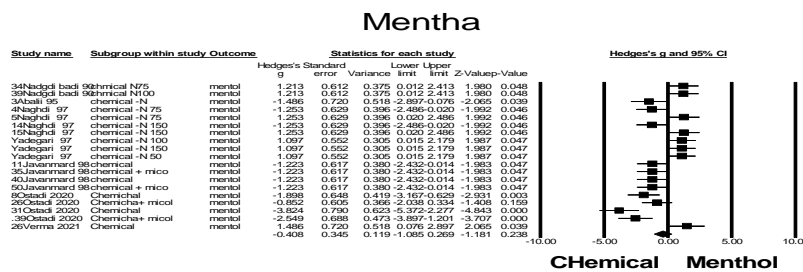 Mentha
Study name Subgroup within study Outcome Statistics for each study Hedges's g and 95% CI
Hedges's Standard Lower Upper
g error Variance limit limit Z-Value p-Value
34Nadgdi badi 90 chmical N75 mentol 1.213 0.612 0.375 0.012 2.413 1.980 0.048
39Nadgdi badi 90 chmical N100 mentol 1.213 0.612 0.375 0.012 2.413 1.980 0.048
3Abalii 95 chemical -N mentol -1.486 0.720 0.518 -2.897 -0.076 -2.065 0.039
4Naghdi 97 chemical -N 75 mentol -1.253 0.629 0.396 -2.486 -0.020 -1.992 0.046
5Naghdi 97 chemical -N 75 mentol 1.253 0.629 0.396 0.020 2.486 1.992 0.046
14Naghdi 97 chemical -N 150 mentol -1.253 0.629 0.396 -2.486 -0.020 -1.992 0.046
15Naghdi 97 chemical -N 150 mentol 1.253 0.629 0.396 0.020 2.486 1.992 0.046
Yadegari 97 chemical -N 100 mentol 1.097 0.552 0.305 0.015 2.179 1.987 0.047
Yadegari 97 chemical -N 150 mentol 1.097 0.552 0.305 0.015 2.179 1.987 0.047
Yadegari 97 chemical -N 50 mentol 1.097 0.552 0.305 0.015 2.179 1.987 0.047
11Javanmard 98 chemical mentol -1.223 0.617 0.380 -2.432 -0.014 -1.983 0.047
35Javanmard 98 chemical + mico mentol -1.223 0.617 0.380 -2.432 -0.014 -1.983 0.047
40Javanmard 98 chemical mentol -1.223 0.617 0.380 -2.432 -0.014 -1.983 0.047
50Javanmard 98 chemical + mico mentol -1.223 0.617 0.380 -2.432 -0.014 -1.983 0.047
8Ostadi 2020 Chemichal mentol -1.898 0.648 0.419 -3.167 -0.629 -2.931 0.003
26Ostadi 2020 Chemicha+ micol mentol -0.852 0.605 0.366 -2.038 0.334 -1.408 0.159
31Ostadi 2020 Chemichal mentol -3.824 0.790 0.623 -5.372 -2.277 -4.843 0.000
.39Ostadi 2020 Chemicha+ micol mentol -2.549 0.688 0.473 -3.897 -1.201 -3.707 0.000
26Verma 2021 Chemical mentol 1.486 0.720 0.518 0.076 2.897 2.065 0.039
-0.408 0.345 0.119 -1.085 0.269 -1.181 0.238
-10.00 -5.00 0.00 5.00 10.0
CHemical Menthol